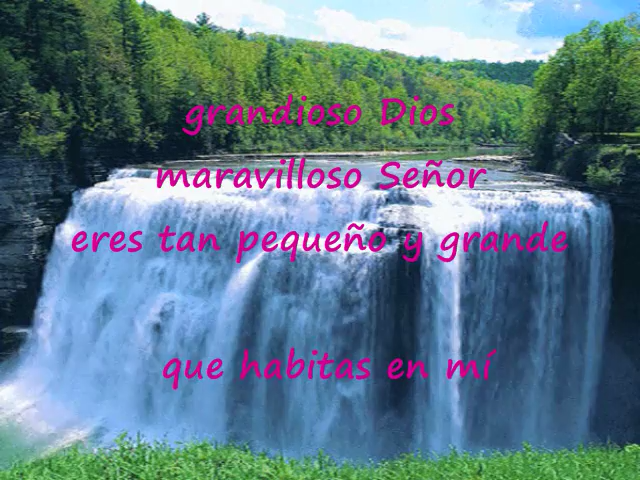 grandioso Dios
maravilloso Señor
eres tan pequeño y grande
que habitas en mí